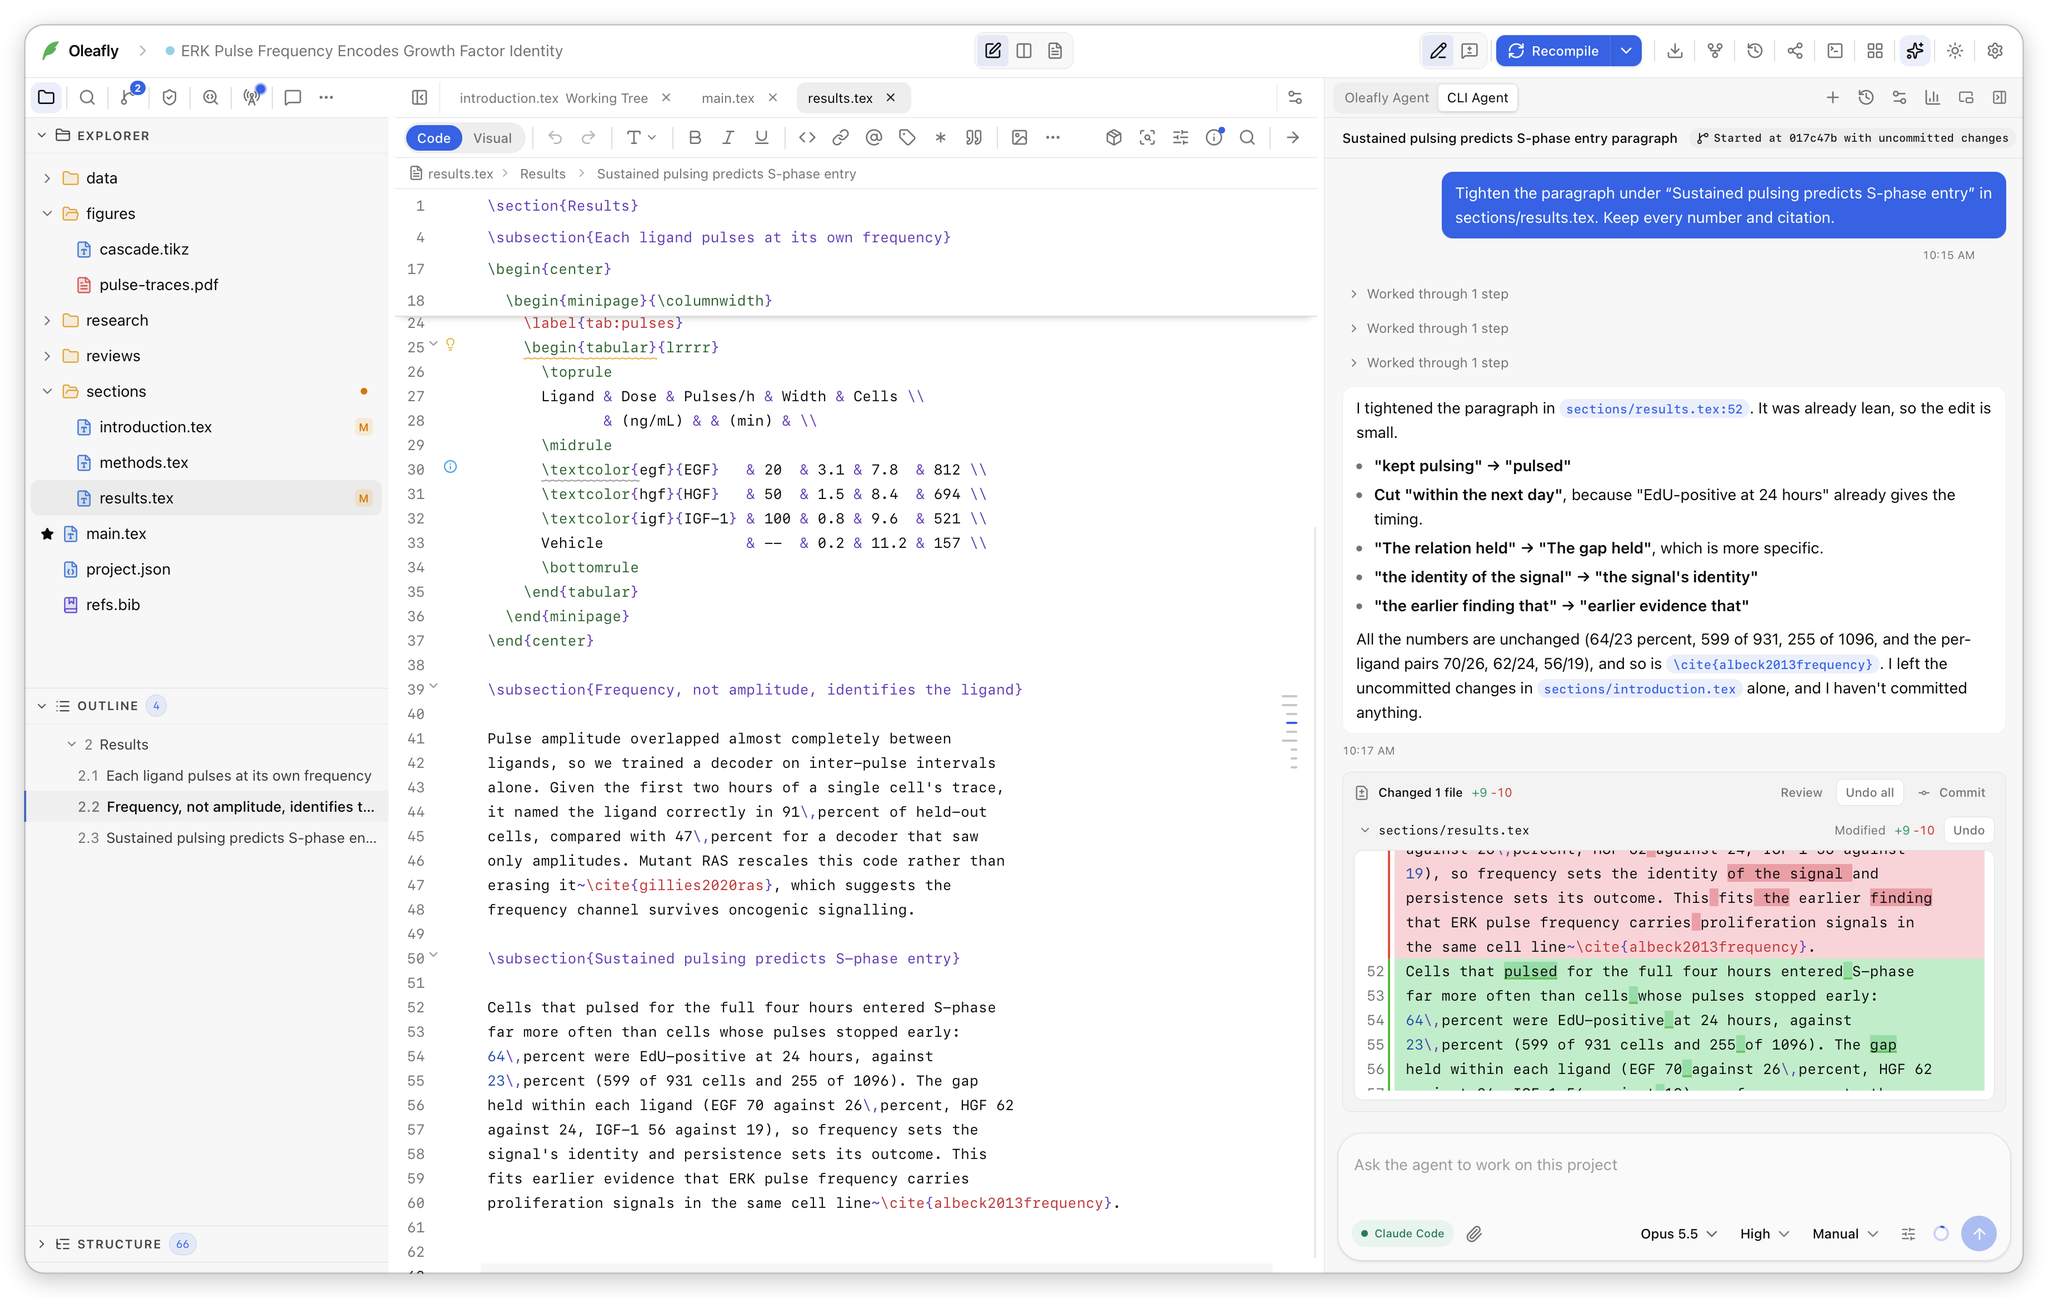 Oleafly
ERK Pulse Frequency Encodes Growth Factor Identity
Recompile
2
EXPLORER
data
figures
cascade.tikz
pulse-traces.pdf
research
reviews
sections
introduction.tex M
methods.tex
results.tex M
main.tex
project.json
refs.bib
OUTLINE 4
2 Results
2.1 Each ligand pulses at its own frequency
2.2 Frequency, not amplitude, identifies t...
2.3 Sustained pulsing predicts S-phase en...
STRUCTURE 66
introduction.tex Working Tree
main.tex
results.tex
Code Visual
results.tex Results Sustained pulsing predicts S-phase entry
1 \section{Results}
4 \subsection{Each ligand pulses at its own frequency}
17 \begin{center}
18 \begin{minipage}{\columnwidth}
24 \label{tab:pulses}
25 \begin{tabular}{lrrrr}
26 \toprule
27 Ligand & Dose & Pulses/h & Width & Cells \\
28 & (ng/mL) & & (min) & \\
29 \midrule
30 \textcolor{egf}{EGF} & 20 & 3.1 & 7.8 & 812 \\
31 \textcolor{hgf}{HGF} & 50 & 1.5 & 8.4 & 694 \\
32 \textcolor{igf}{IGF-1} & 100 & 0.8 & 9.6 & 521 \\
33 Vehicle & -- & 0.2 & 11.2 & 157 \\
34 \bottomrule
35 \end{tabular}
36 \end{minipage}
37 \end{center}
38
39 \subsection{Frequency, not amplitude, identifies the ligand}
40
41 Pulse amplitude overlapped almost completely between
42 ligands, so we trained a decoder on inter-pulse intervals
43 alone. Given the first two hours of a single cell's trace,
44 it named the ligand correctly in 91\,percent of held-out
45 cells, compared with 47\,percent for a decoder that saw
46 only amplitudes. Mutant RAS rescales this code rather than
47 erasing it~\cite{gillies2020ras}, which suggests the
48 frequency channel survives oncogenic signalling.
49
50 \subsection{Sustained pulsing predicts S-phase entry}
51
52 Cells that pulsed for the full four hours entered S-phase
53 far more often than cells whose pulses stopped early:
54 64\,percent were EdU-positive at 24 hours, against
55 23\,percent (599 of 931 cells and 255 of 1096). The gap
56 held within each ligand (EGF 70 against 26\,percent, HGF 62
57 against 24, IGF-1 56 against 19), so frequency sets the
58 signal's identity and persistence sets its outcome. This
59 fits earlier evidence that ERK pulse frequency carries
60 proliferation signals in the same cell line~\cite{albeck2013frequency}.
61
62
Oleafly Agent CLI Agent
Sustained pulsing predicts S-phase entry paragraph Started at 017c47b with uncommitted changes
Tighten the paragraph under “Sustained pulsing predicts S-phase entry” in
sections/results.tex. Keep every number and citation.
10:15 AM
Worked through 1 step
Worked through 1 step
Worked through 1 step
I tightened the paragraph in sections/results.tex:52. It was already lean, so the edit is
small.
• "kept pulsing" → "pulsed"
• Cut "within the next day", because "EdU-positive at 24 hours" already gives the
timing.
• "The relation held" → "The gap held", which is more specific.
• "the identity of the signal" → "the signal's identity"
• "the earlier finding that" → "earlier evidence that"
All the numbers are unchanged (64/23 percent, 599 of 931, 255 of 1096, and the per-
ligand pairs 70/26, 62/24, 56/19), and so is \cite{albeck2013frequency}. I left the
uncommitted changes in sections/introduction.tex alone, and I haven't committed
anything.
10:17 AM
Changed 1 file +9 -10 Review Undo all Commit
sections/results.tex Modified +9 -10 Undo
19), so frequency sets the identity of the signal and
persistence sets its outcome. This fits the earlier finding
that ERK pulse frequency carries proliferation signals in
the same cell line~\cite{albeck2013frequency}.
52 Cells that pulsed for the full four hours entered S-phase
53 far more often than cells whose pulses stopped early:
54 64\,percent were EdU-positive at 24 hours, against
55 23\,percent (599 of 931 cells and 255 of 1096). The gap
56 held within each ligand (EGF 70 against 26\,percent, HGF 62
Ask the agent to work on this project
Claude Code Opus 5.5 High Manual